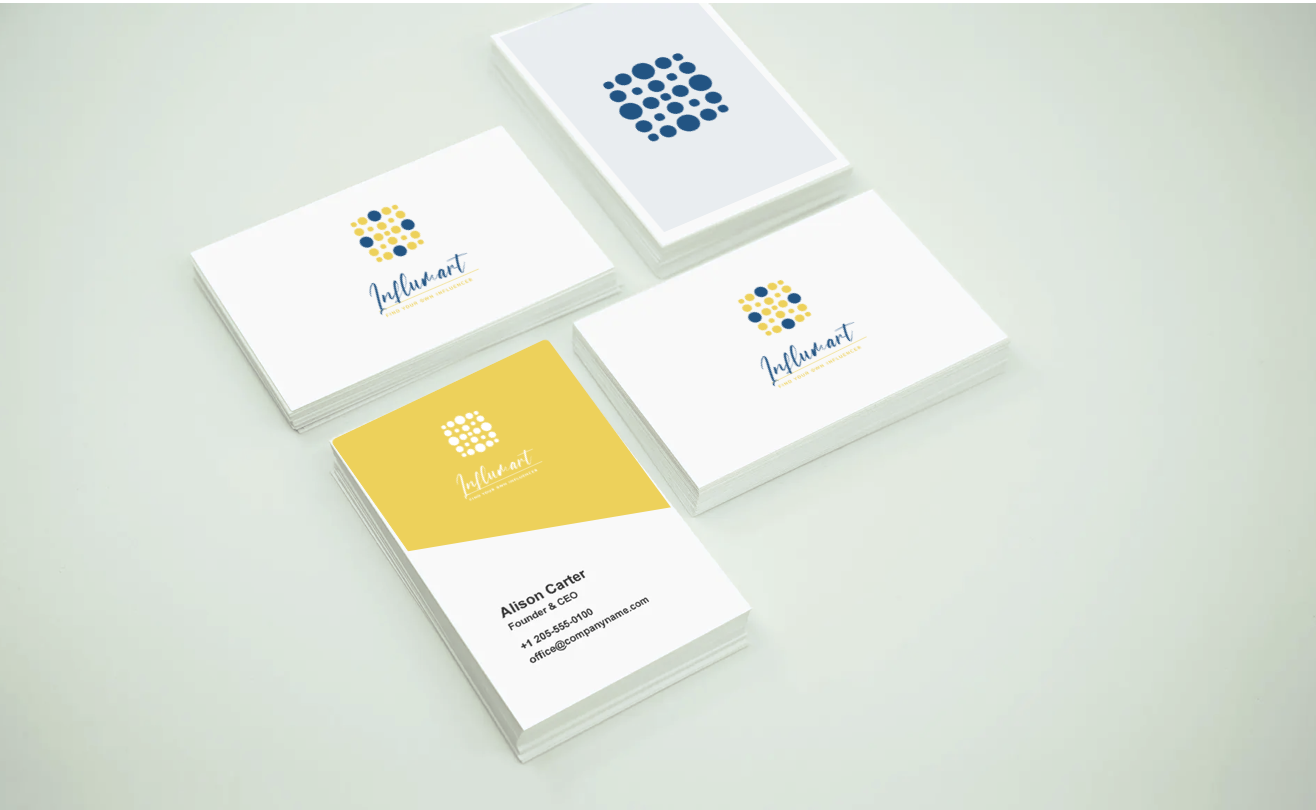 Influmart
FIND YOUR OWN INFLUENCER
Influmart
FIND YOUR OWN INFLUENCER
Influmart
FIND YOUR OWN INFLUENCER
Alison Carter
Founder & CEO
+1 205-555-0100
office@companyname.com